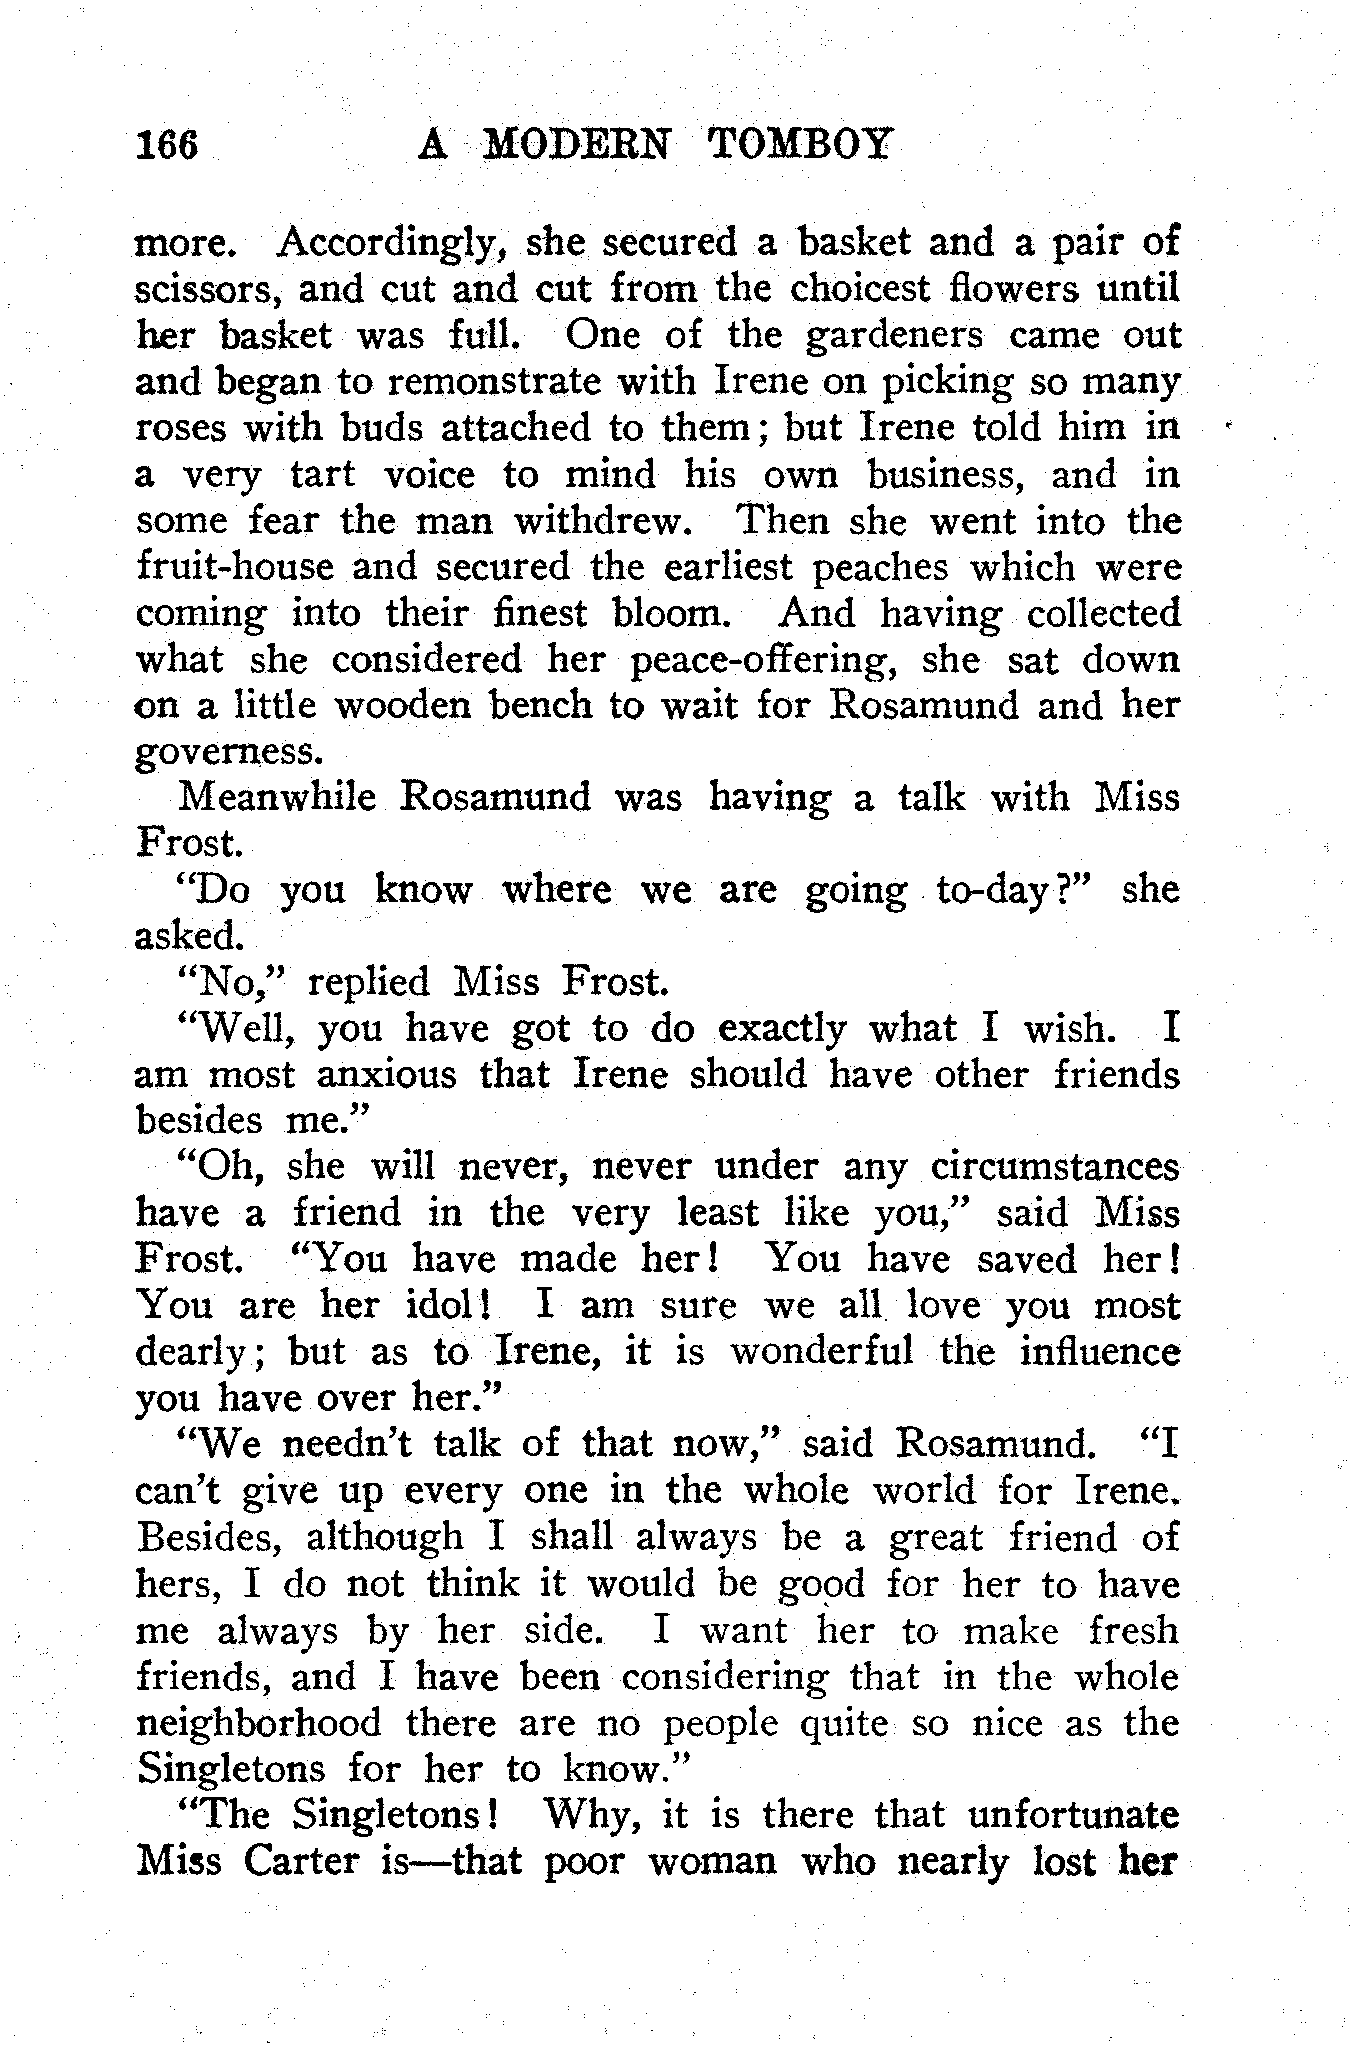 166 A MODERN TOMBOY
more. Accordingly, she secured a basket and a pair of
scissors, and cut and cut from the choicest flowers until
her basket was full. One of the gardeners came out
and began to remonstrate with Irene on picking so many
roses with buds attached to them; but Irene told him in
a very tart voice to mind his own business, and in
some fear the man withdrew. Then she went into the
fruit-house and secured the earliest peaches which were
coming into their finest bloom. And having collected
what she considered her peace-offering, she sat down
on a little wooden bench to wait for Rosamund and her
governess.
Meanwhile Rosamund was having a talk with Miss
Frost.
"Do you know where we are going to-day?" she
asked.
"No," replied Miss Frost.
"Well, you have got to do exactly what I wish. I
am most anxious that Irene should have other friends
besides me."
"Oh, she will never, never under any circumstances
have a friend in the very least like you," said Miss
Frost. "You have made her! You have saved her!
You are her idol! I am sure we all love you most
dearly; but as to Irene, it is wonderful the influence
you have over her."
"We needn't talk of that now," said Rosamund. "I
can't give up every one in the whole world for Irene.
Besides, although I shall always be a great friend of
hers, I do not think it would be good for her to have
me always by her side. I want her to make fresh
friends, and I have been considering that in the whole
neighborhood there are no people quite so nice as the
Singletons for her to know."
"The Singletons! Why, it is there that unfortunate
Miss Carter is—that poor woman who nearly lost her